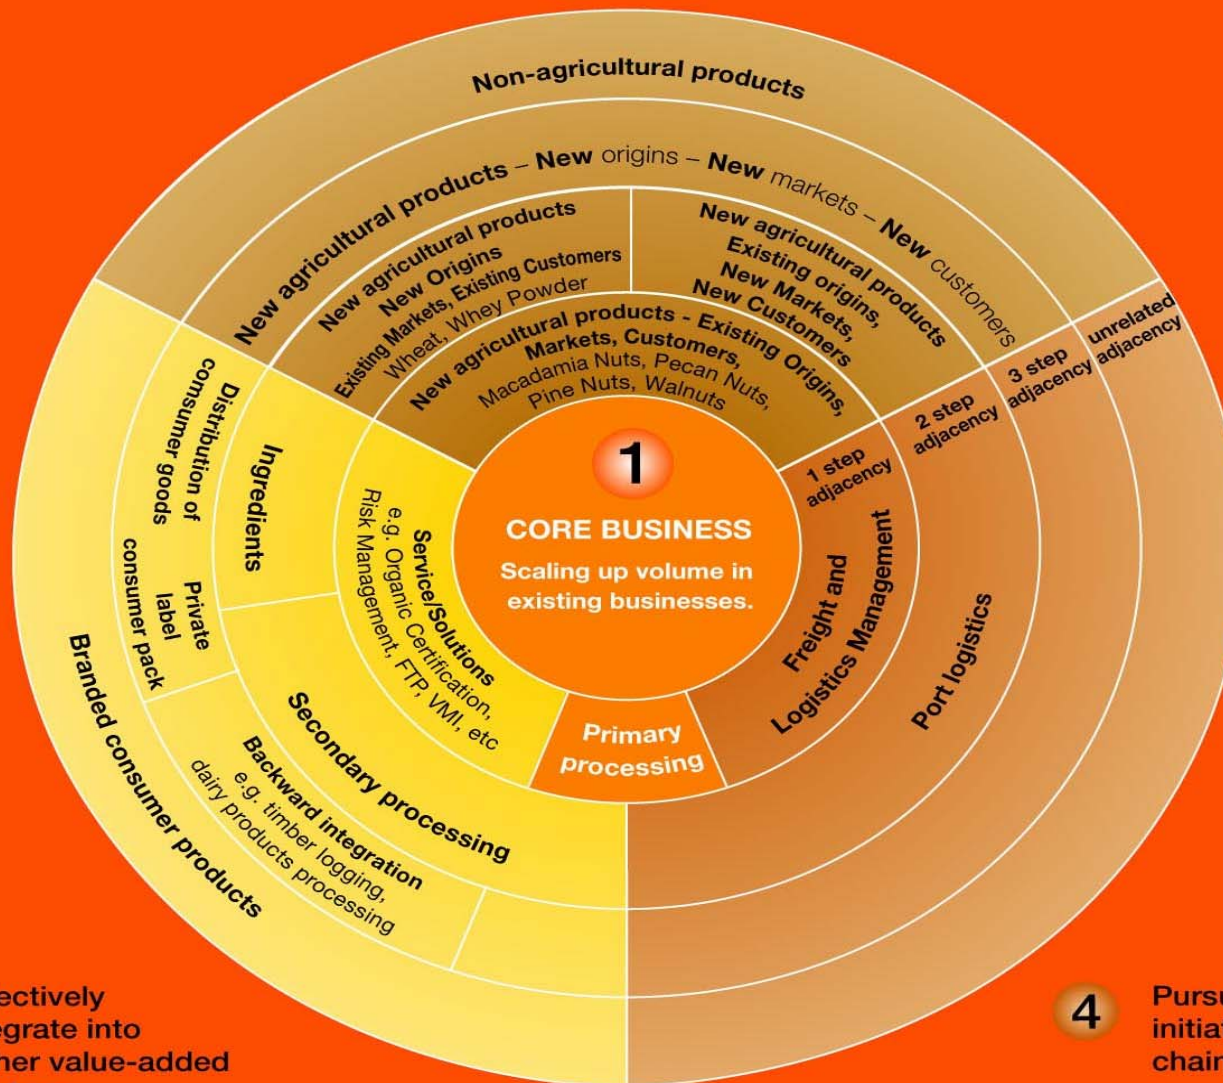 Non-agricultural products
New agricultural products – New origins – New markets – New customers
New agricultural products
New Origins
Existing Markets, Existing Customers
Wheat, Whey Powder
New agricultural products
Existing origins,
New Markets,
New Customers
New agricultural products - Existing Origins,
Markets, Customers,
Macadamia Nuts, Pecan Nuts,
Pine Nuts, Walnuts
1
CORE BUSINESS
Scaling up volume in
existing businesses.
Primary
processing
1 step
adjacency
2 step
adjacency
3 step
adjacency
unrelated
adjacency
Freight and
Logistics Management
Port logistics
Service/Solutions
e.g. Organic Certification,
Risk Management, FTP, VMI, etc
Ingredients
Secondary processing
Distribution of
comsumer goods
Private
label
consumer pack
Backward integration
e.g. timber logging,
dairy products processing
Branded consumer products
ectively
egrate into
her value-added
4
Pursu
initiat
chain